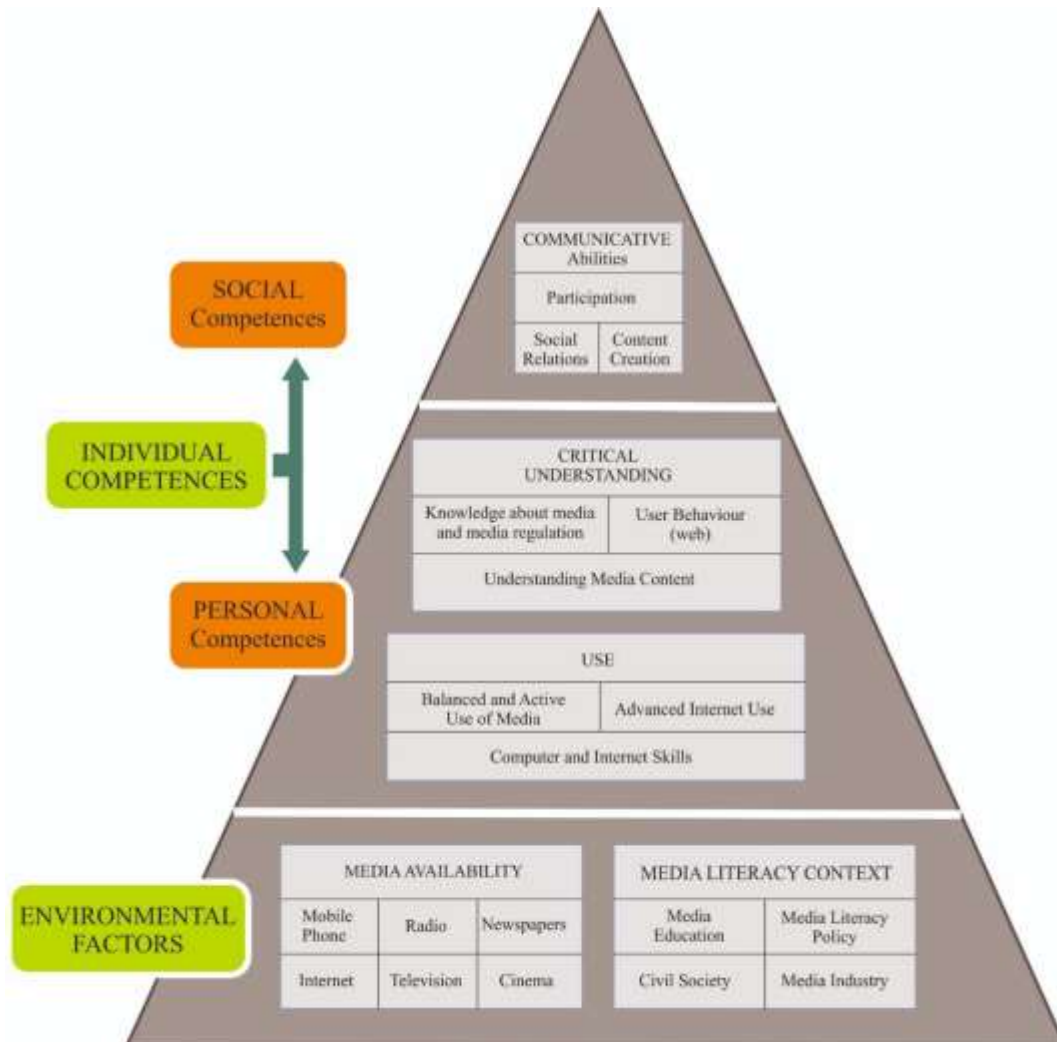 COMMUNICATIVE
Abilities
Participation
Social
Relations
Content
Creation
SOCIAL
Competences
INDIVIDUAL
COMPETENCES
PERSONAL
Competences
CRITICAL
UNDERSTANDING
Knowledge about media
and media regulation
User Behaviour
(web)
Understanding Media Content
USE
Balanced and Active
Use of Media
Advanced Internet Use
Computer and Internet Skills
ENVIRONMENTAL
FACTORS
MEDIA AVAILABILITY
Mobile
Phone
Radio
Newspapers
Internet
Television
Cinema
MEDIA LITERACY CONTEXT
Media
Education
Media Literacy
Policy
Civil Society
Media Industry